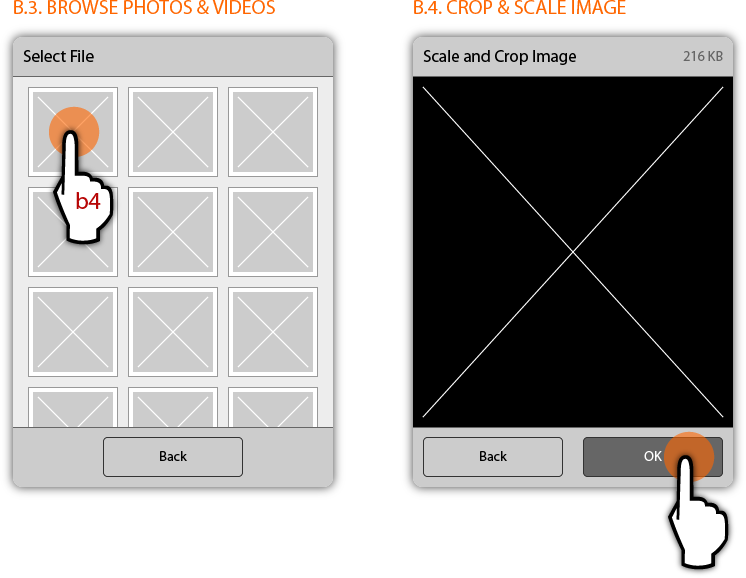 B.3. BROWSE PHOTOS & VIDEOS
Select File
b4
Back
B.4. CROP & SCALE IMAGE
Scale and Crop Image
216 KB
Back
OK